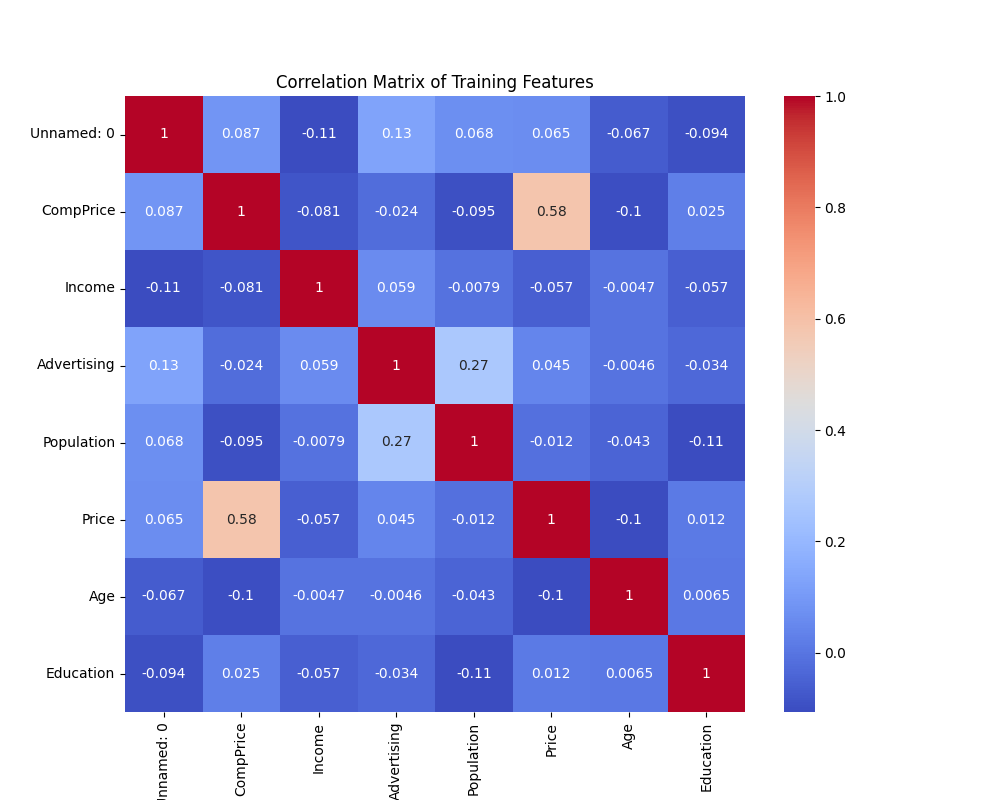 Correlation Matrix of Training Features
Unnamed: 0 1 0.087 -0.11 0.13 0.068 0.065 -0.067 -0.094
CompPrice 0.087 1 -0.081 -0.024 -0.095 0.58 -0.1 0.025
Income -0.11 -0.081 1 0.059 -0.0079 -0.057 -0.0047 -0.057
Advertising 0.13 -0.024 0.059 1 0.27 0.045 -0.0046 -0.034
Population 0.068 -0.095 -0.0079 0.27 1 -0.012 -0.043 -0.11
Price 0.065 0.58 -0.057 0.045 -0.012 1 -0.1 0.012
Age -0.067 -0.1 -0.0047 -0.0046 -0.043 -0.1 1 0.0065
Education -0.094 0.025 -0.057 -0.034 -0.11 0.012 0.0065 1
nnamed: 0
CompPrice
Income
Advertising
Population
Price
Age
Education
1.0
0.8
0.6
0.4
0.2
0.0